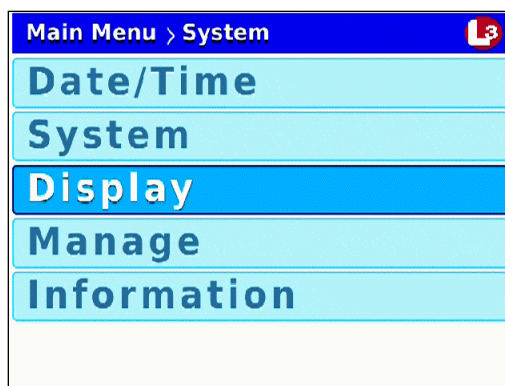 Main Menu > System L3
Date/Time
System
Display
Manage
Information